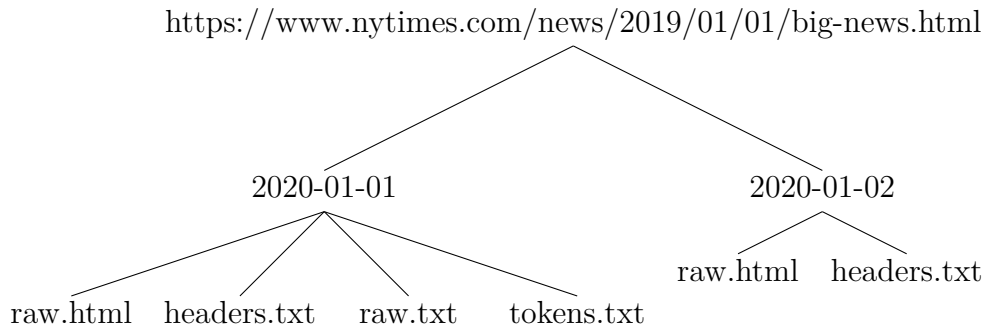 https://www.nytimes.com/news/2019/01/01/big-news.html
2020-01-01 2020-01-02
raw.html headers.txt
raw.html headers.txt raw.txt tokens.txt